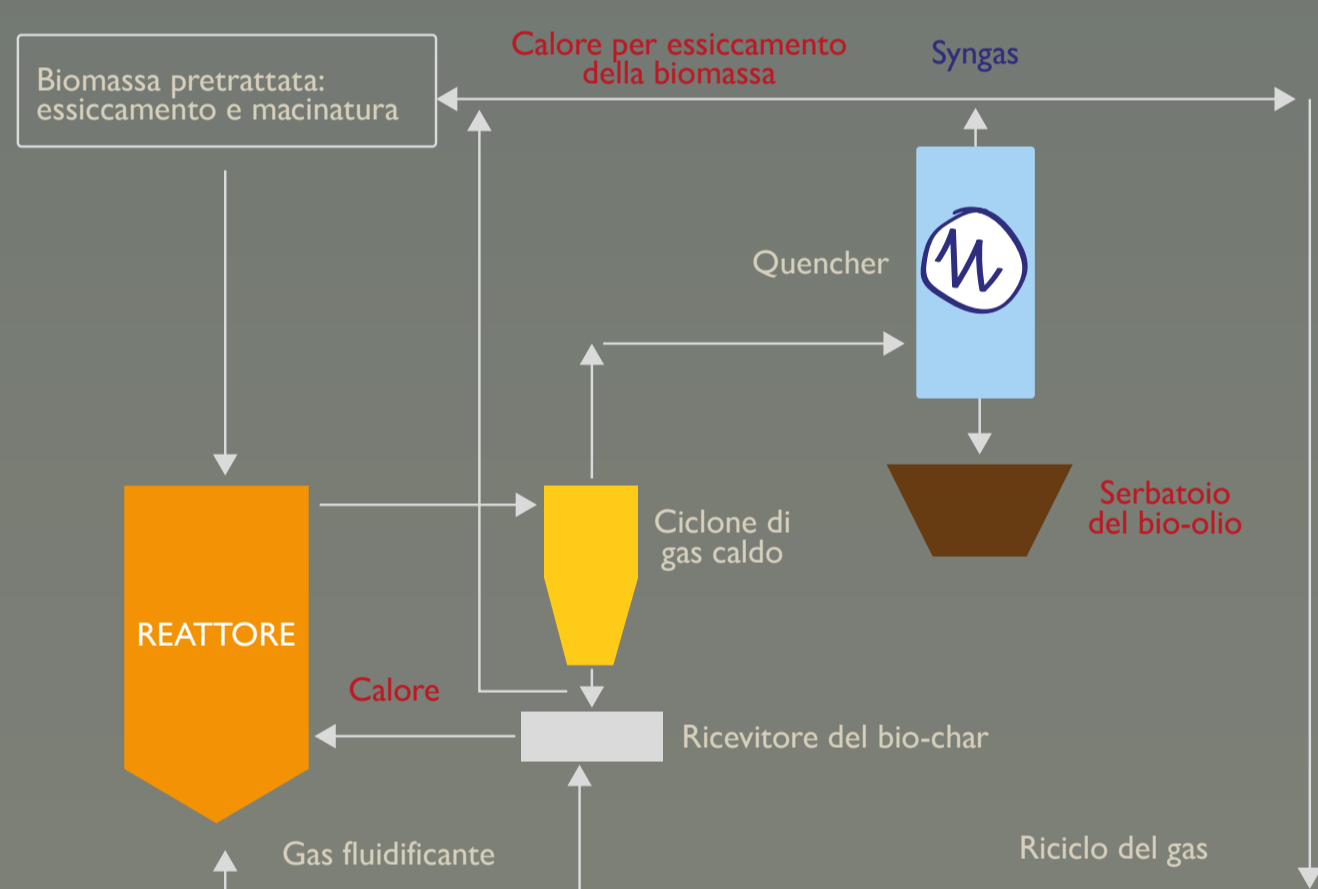 Calore per essiccamento
della biomassa
Syngas
Biomassa pretrattata:
essiccamento e macinatura
Quencher
Serbatoio
del bio-olio
Ciclone di
gas caldo
REATTORE
Calore
Ricevitore del bio-char
Gas fluidificante
Riciclo del gas